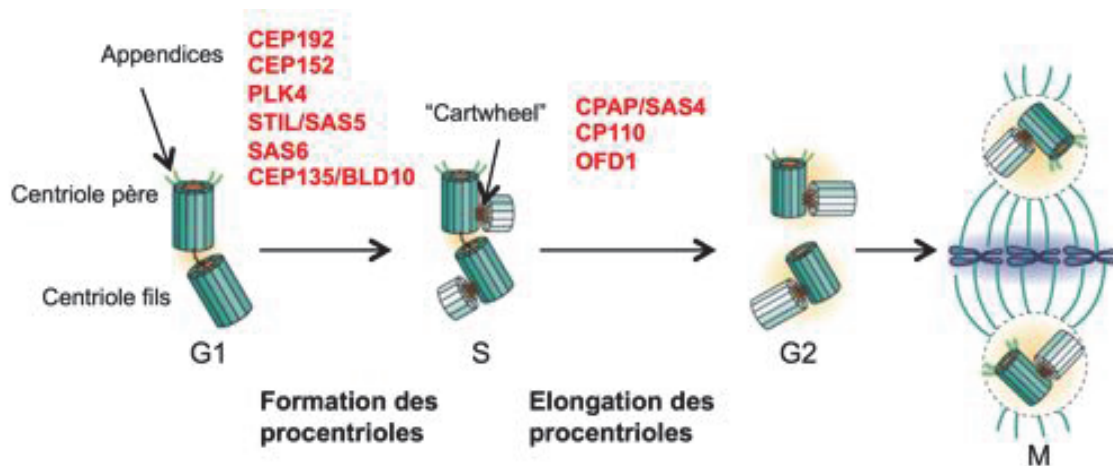 Appendices
CEP192
CEP152
PLK4
STIL/SAS5
SAS6
CEP135/BLD10
"Cartwheel"
CPAP/SAS4
CP110
OFD1
Centriole père
Centriole fils
G1
S
G2
M
Formation des
procentrioles
Elongation des
procentrioles